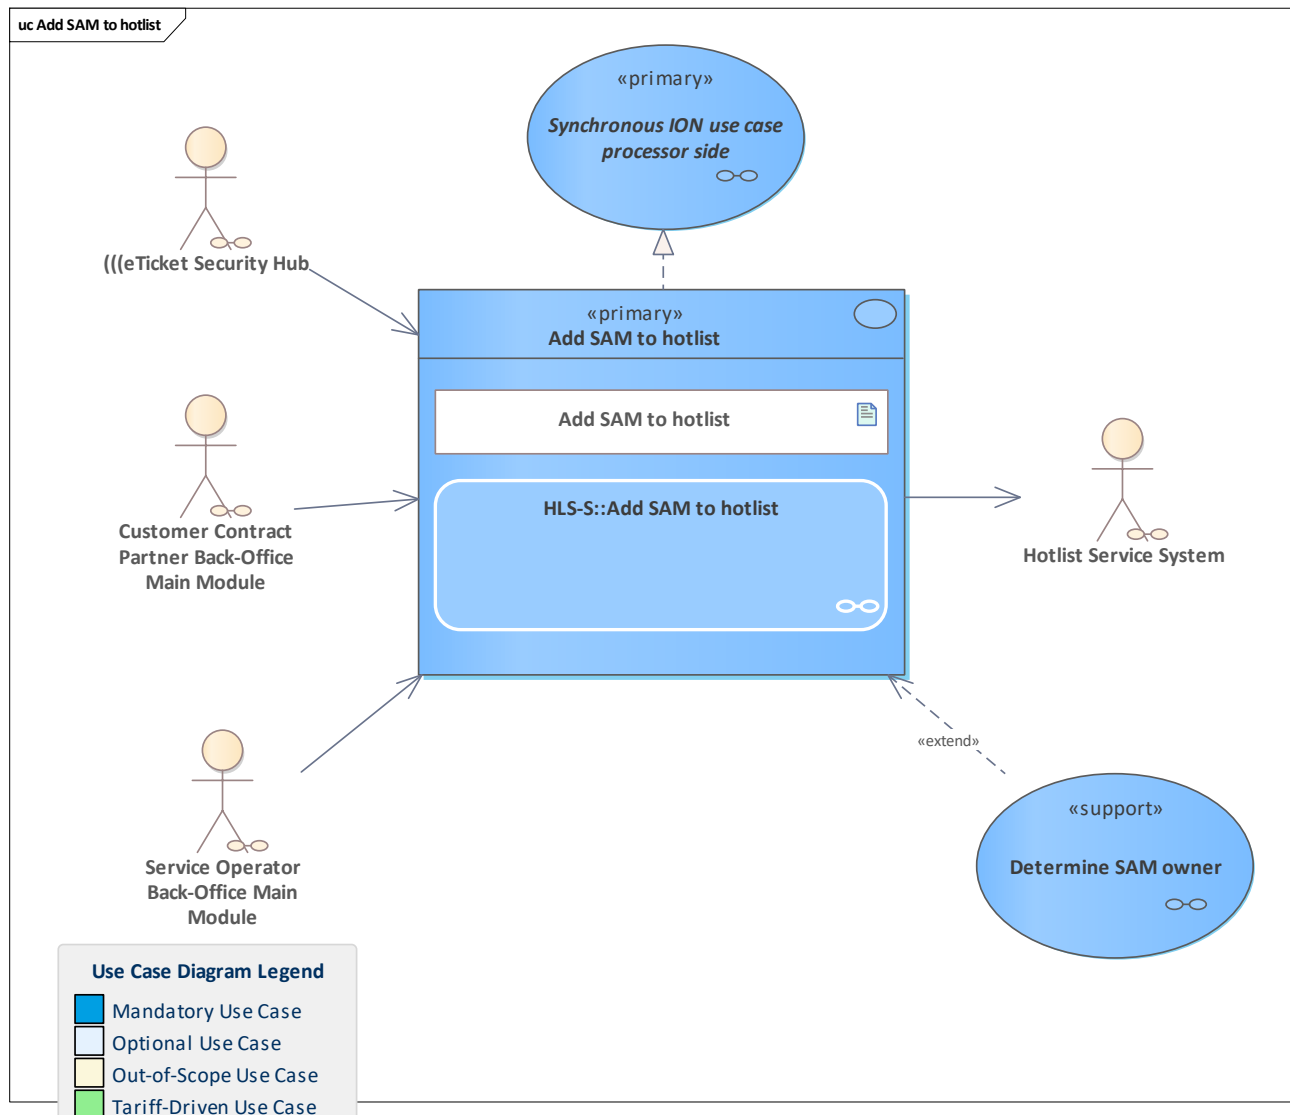 uc Add SAM to hotlist
«primary»
Synchronous ION use case
processor side
(((eTicket Security Hub
«primary»
Add SAM to hotlist
Add SAM to hotlist
HLS-S::Add SAM to hotlist
Customer Contract
Partner Back-Office
Main Module
Hotlist Service System
«extend»
Service Operator
Back-Office Main
Module
«support»
Determine SAM owner
Use Case Diagram Legend
Mandatory Use Case
Optional Use Case
Out-of-Scope Use Case
Tariff-Driven Use Case